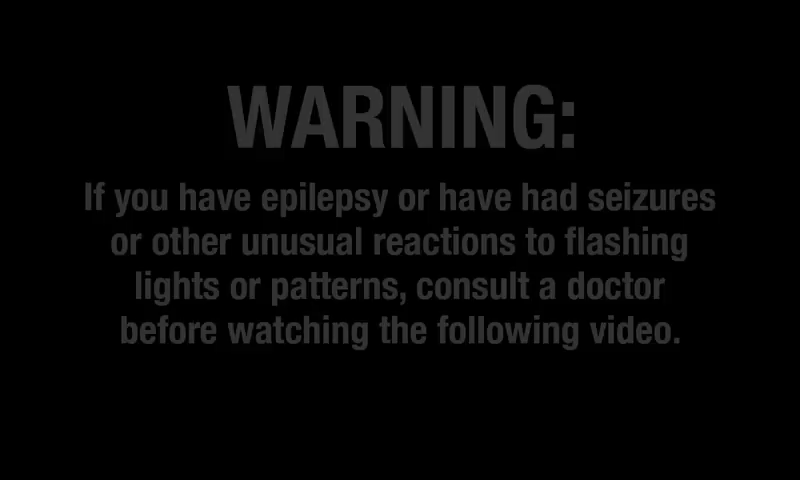 WARNING:
If you have epilepsy or have had seizures
or other unusual reactions to flashing
lights or patterns, consult a doctor
before watching the following video.